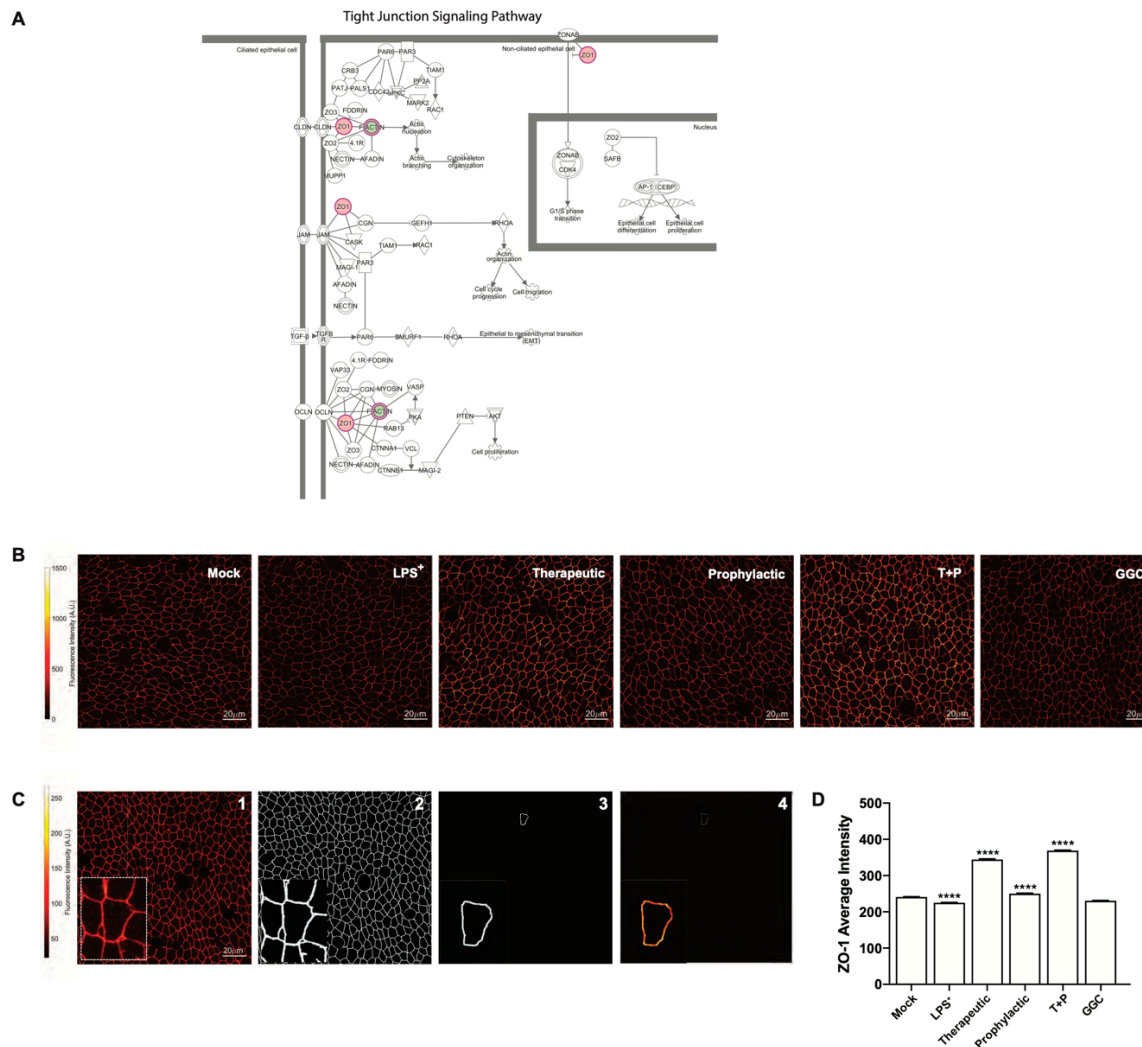 A
Tight Junction Signaling Pathway
Ciliated epithelial cell
Non-ciliated epithelial cell
ZONAB
ZO1
PAR6
PAR3
CRB3
TIAM1
PP2A
PATJ
PALS1
CDC42
MARK2
RAC1
ZO3
FODRIN
CLDN
CLDN
ZO1
F-ACTIN
Actin
nucleation
ZO2
4.1R
NECTIN
AFADIN
Actin
branching
Cytoskeleton
organization
MUPP1
Nucleus
ZONAB
CDK4
ZO2
SAFB
AP-1
CEBP
G1/S phase
transition
Epithelial cell
differentiation
Epithelial cell
proliferation
ZO1
JAM
JAM
CGN
GEFH1
RHOA
CASK
TIAM1
RAC1
MAGI-1
PAR3
AFADIN
NECTIN
Actin
organization
Cell cycle
progression
Cell migration
TGF-β
TGFB
R
PAR6
SMURF1
RHOA
Epithelial to mesenchymal transition
(EMT)
VAP33
4.1R
FODRIN
ZO2
CGN
MYOSIN
VASP
OCLN
OCLN
F-ACTIN
ZO1
RAB13
PKA
PTEN
AKT
ZO3
CTNNA1
VCL
Cell proliferation
NECTIN
AFADIN
CTNNB1
MAGI-2
B
1500
1000
500
0
Fluorescence Intensity (A.U.)
Mock
20μm
LPS+
20μm
Therapeutic
20μm
Prophylactic
20μm
T+P
20μm
GGC
20μm
C
250
200
150
100
50
Fluorescence Intensity (A.U.)
1
20μm
2
3
4
D
ZO-1 Average Intensity
500
400
300
200
100
0
****
****
****
****
Mock
LPS+
Therapeutic
Prophylactic
T+P
GGC